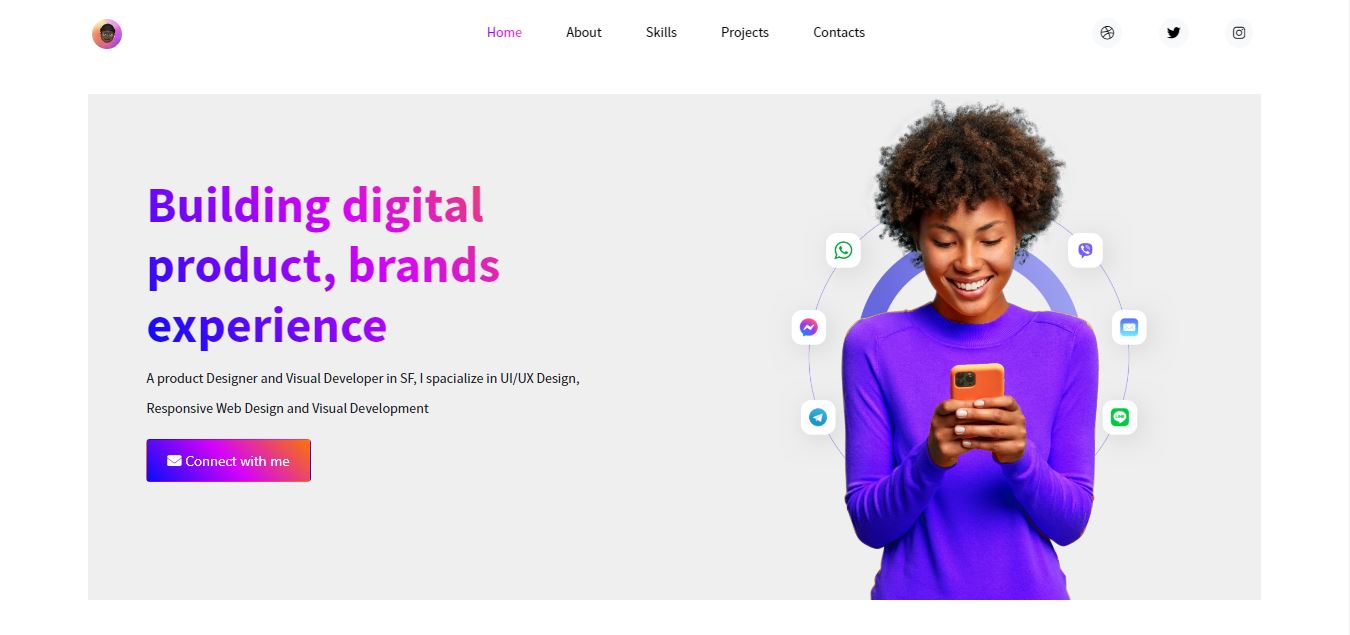 Home About Skills Projects Contacts
Building digital
product, brands
experience
A product Designer and Visual Developer in SF, I spacialize in UI/UX Design,
Responsive Web Design and Visual Development
Connect with me
LINE